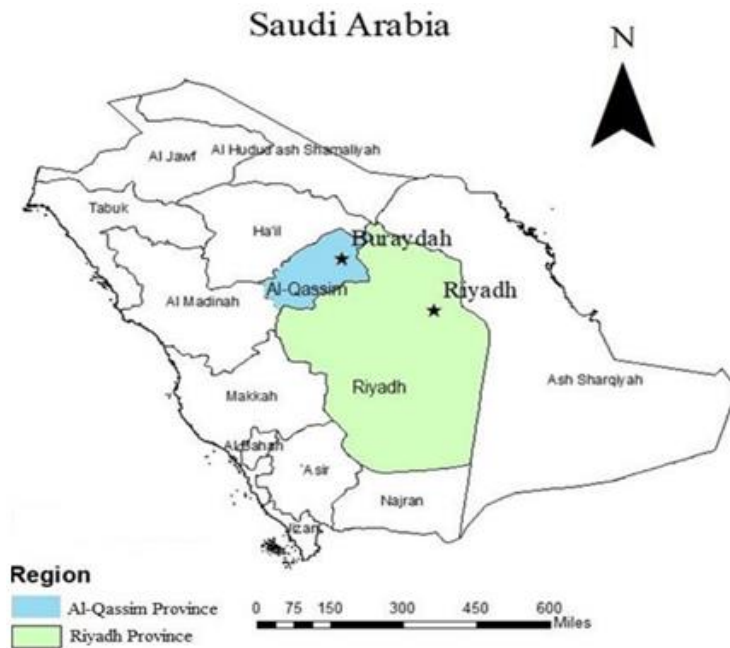 Saudi Arabia
N
Al Jawf
Al Hudud'ash Shamaliyah
Tabuk
Ha'il
Buraydah
Al-Qassim
Riyadh
Al Madinah
Ash Sharqiyah
Riyadh
Makkah
Al Bahah
'Asir
Najran
Jizan
Region
Al-Qassim Province
Riyadh Province
0 75 150 300 450 600
Miles